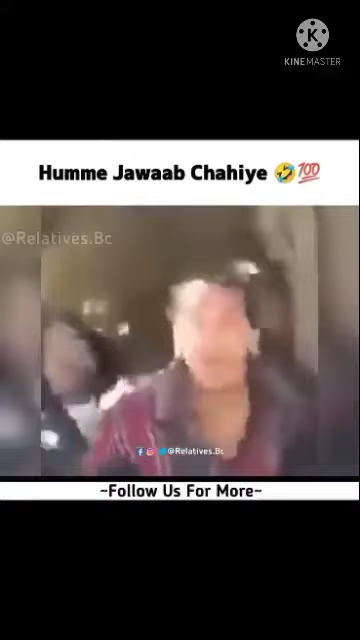 KINEMASTER
Humme Jawaab Chahiye 🤣💯
@Relatives.Bc
@Relatives.Bc
~Follow Us For More~